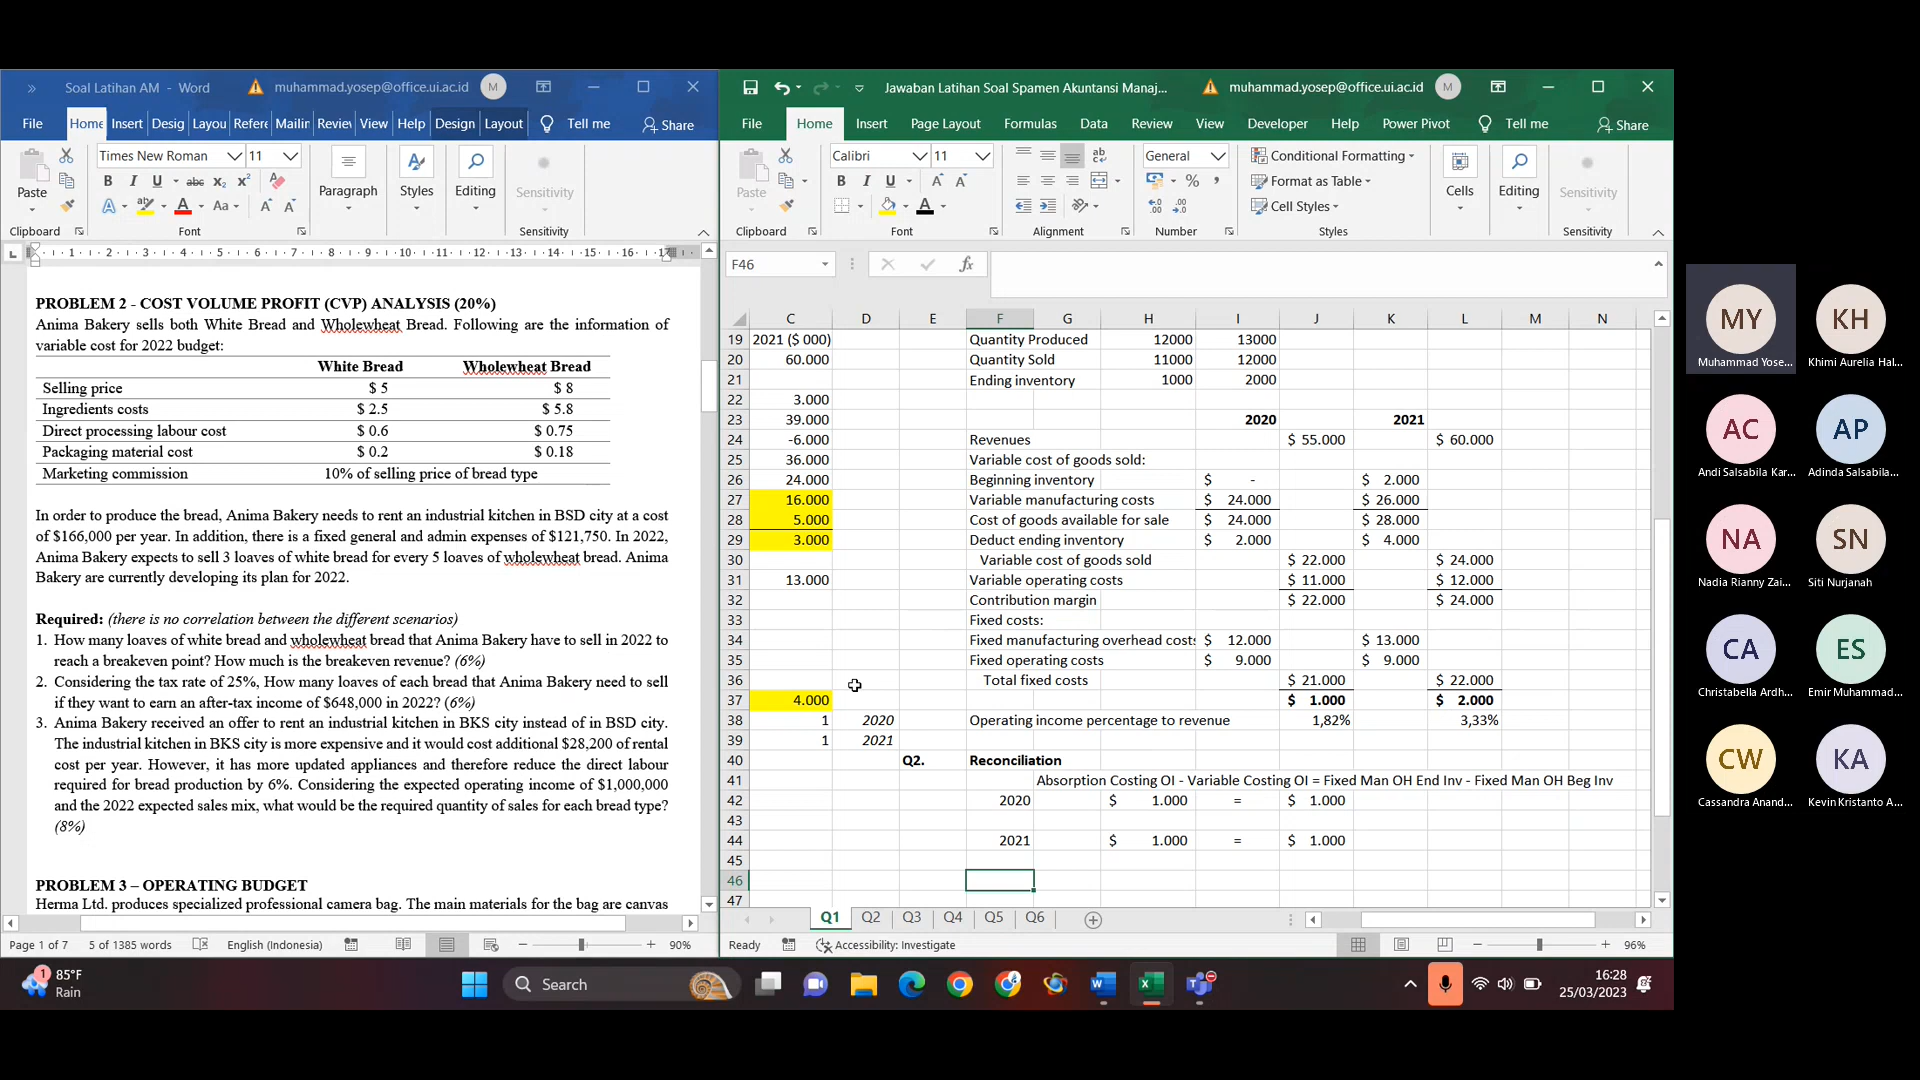 Soal Latihan AM - Word
muhammad.yosep@office.ui.ac.id
M
File Home Insert Desig Layou Refere Mailin Review View Help Design Layout Tell me Share
Times New Roman 11
Paste
Paragraph
Styles
Editing
Sensitivity
Clipboard Font Sensitivity
PROBLEM 2 - COST VOLUME PROFIT (CVP) ANALYSIS (20%)
Anima Bakery sells both White Bread and Wholewheat Bread. Following are the information of
variable cost for 2022 budget:
White Bread Wholewheat Bread
Selling price $ 5 $ 8
Ingredients costs $ 2.5 $ 5.8
Direct processing labour cost $ 0.6 $ 0.75
Packaging material cost $ 0.2 $ 0.18
Marketing commission 10% of selling price of bread type
In order to produce the bread, Anima Bakery needs to rent an industrial kitchen in BSD city at a cost
of $166,000 per year. In addition, there is a fixed general and admin expenses of $121,750. In 2022,
Anima Bakery expects to sell 3 loaves of white bread for every 5 loaves of wholewheat bread. Anima
Bakery are currently developing its plan for 2022.
Required: (there is no correlation between the different scenarios)
1. How many loaves of white bread and wholewheat bread that Anima Bakery have to sell in 2022 to
reach a breakeven point? How much is the breakeven revenue? (6%)
2. Considering the tax rate of 25%, How many loaves of each bread that Anima Bakery need to sell
if they want to earn an after-tax income of $648,000 in 2022? (6%)
3. Anima Bakery received an offer to rent an industrial kitchen in BKS city instead of in BSD city.
The industrial kitchen in BKS city is more expensive and it would cost additional $28,200 of rental
cost per year. However, it has more updated appliances and therefore reduce the direct labour
required for bread production by 6%. Considering the expected operating income of $1,000,000
and the 2022 expected sales mix, what would be the required quantity of sales for each bread type?
(8%)
PROBLEM 3 – OPERATING BUDGET
Herma Ltd. produces specialized professional camera bag. The main materials for the bag are canvas
Page 1 of 7 5 of 1385 words English (Indonesia) 90%
Jawaban Latihan Soal Spamen Akuntansi Manaj...
muhammad.yosep@office.ui.ac.id
M
File Home Insert Page Layout Formulas Data Review View Developer Help Power Pivot Tell me Share
Calibri 11
General
Conditional Formatting
Format as Table
Cell Styles
Paste
Cells
Editing
Sensitivity
Clipboard Font Alignment Number Styles Sensitivity
F46
C D E F G H I J K L M N
19 2021 ($ 000) Quantity Produced 12000 13000
20 60.000 Quantity Sold 11000 12000
21 Ending inventory 1000 2000
22 3.000
23 39.000 2020 2021
24 -6.000 Revenues $ 55.000 $ 60.000
25 36.000 Variable cost of goods sold:
26 24.000 Beginning inventory $ - $ 2.000
27 16.000 Variable manufacturing costs $ 24.000 $ 26.000
28 5.000 Cost of goods available for sale $ 24.000 $ 28.000
29 3.000 Deduct ending inventory $ 2.000 $ 4.000
30 Variable cost of goods sold $ 22.000 $ 24.000
31 13.000 Variable operating costs $ 11.000 $ 12.000
32 Contribution margin $ 22.000 $ 24.000
33 Fixed costs:
34 Fixed manufacturing overhead costs $ 12.000 $ 13.000
35 Fixed operating costs $ 9.000 $ 9.000
36 Total fixed costs $ 21.000 $ 22.000
37 4.000 $ 1.000 $ 2.000
38 1 2020 Operating income percentage to revenue 1,82% 3,33%
39 1 2021
40 Q2. Reconciliation
41 Absorption Costing OI - Variable Costing OI = Fixed Man OH End Inv - Fixed Man OH Beg Inv
42 2020 $ 1.000 = $ 1.000
43
44 2021 $ 1.000 = $ 1.000
45
46
47
Q1 Q2 Q3 Q4 Q5 Q6
Ready Accessibility: Investigate 96%
MY
Muhammad Yose...
KH
Khimi Aurelia Hal...
AC
Andi Salsabila Kar...
AP
Adinda Salsabila...
NA
Nadia Rianny Zai...
SN
Siti Nurjanah
CA
Christabella Ardh...
ES
Emir Muhammad...
CW
Cassandra Anand...
KA
Kevin Kristanto A...
1
85°F
Rain
Search
16:28
25/03/2023